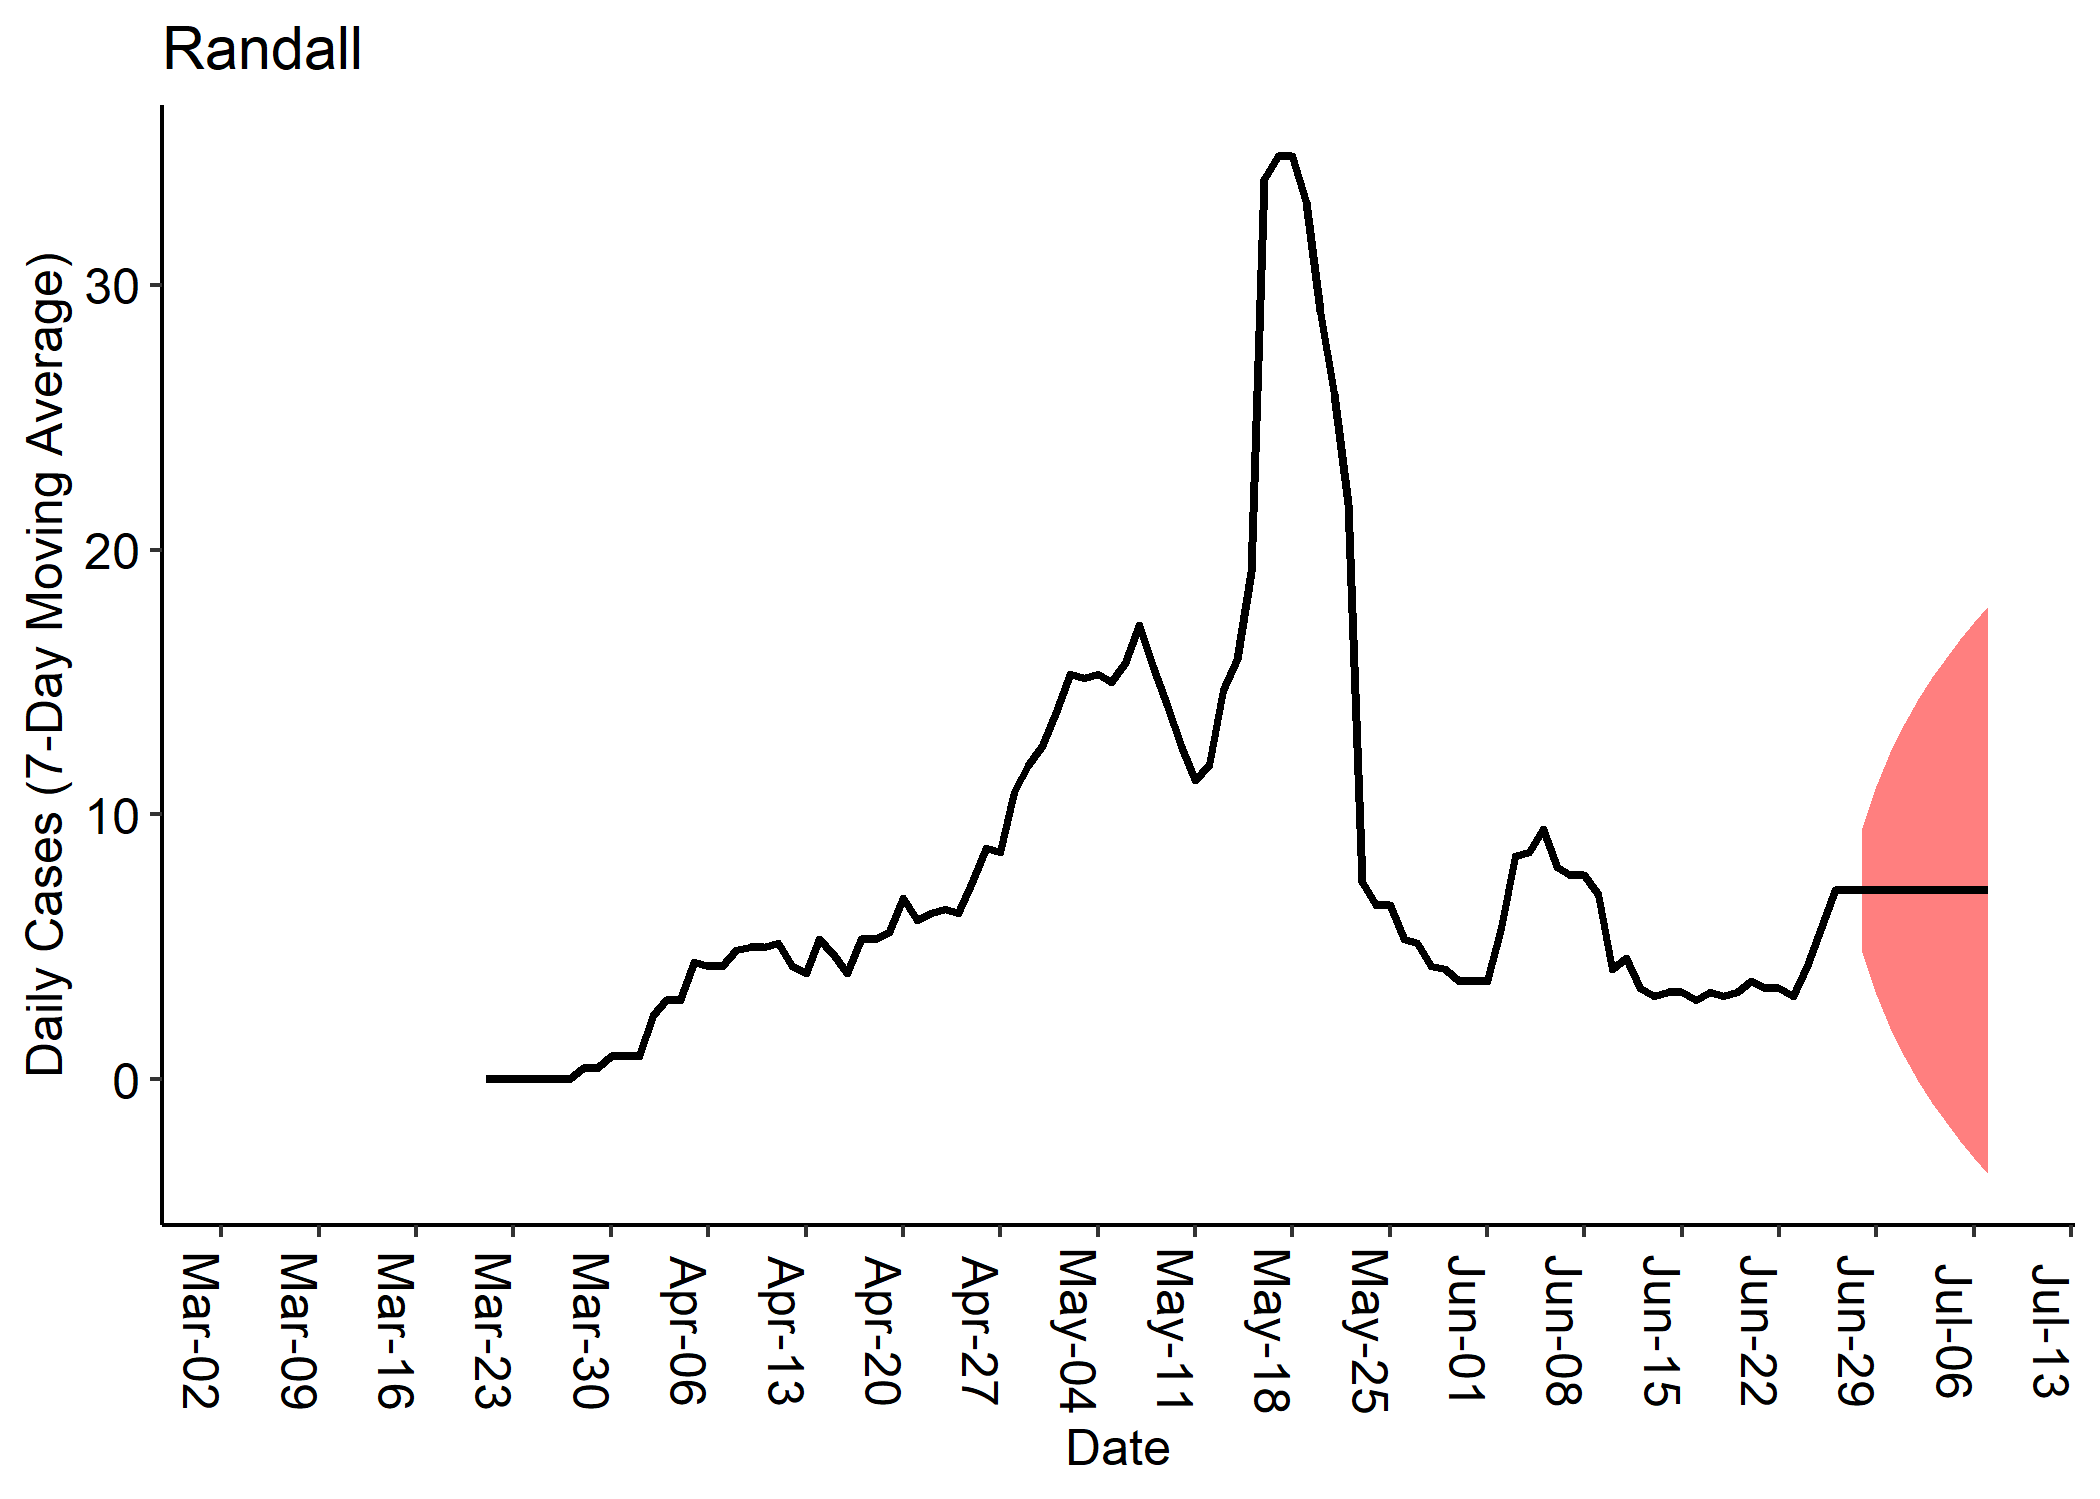 Randall
Daily Cases (7-Day Moving Average)
30
20
10
0
Mar-02
Mar-09
Mar-16
Mar-23
Mar-30
Apr-06
Apr-13
Apr-20
Apr-27
May-04
May-11
May-18
May-25
Jun-01
Jun-08
Jun-15
Jun-22
Jun-29
Jul-06
Jul-13
Date